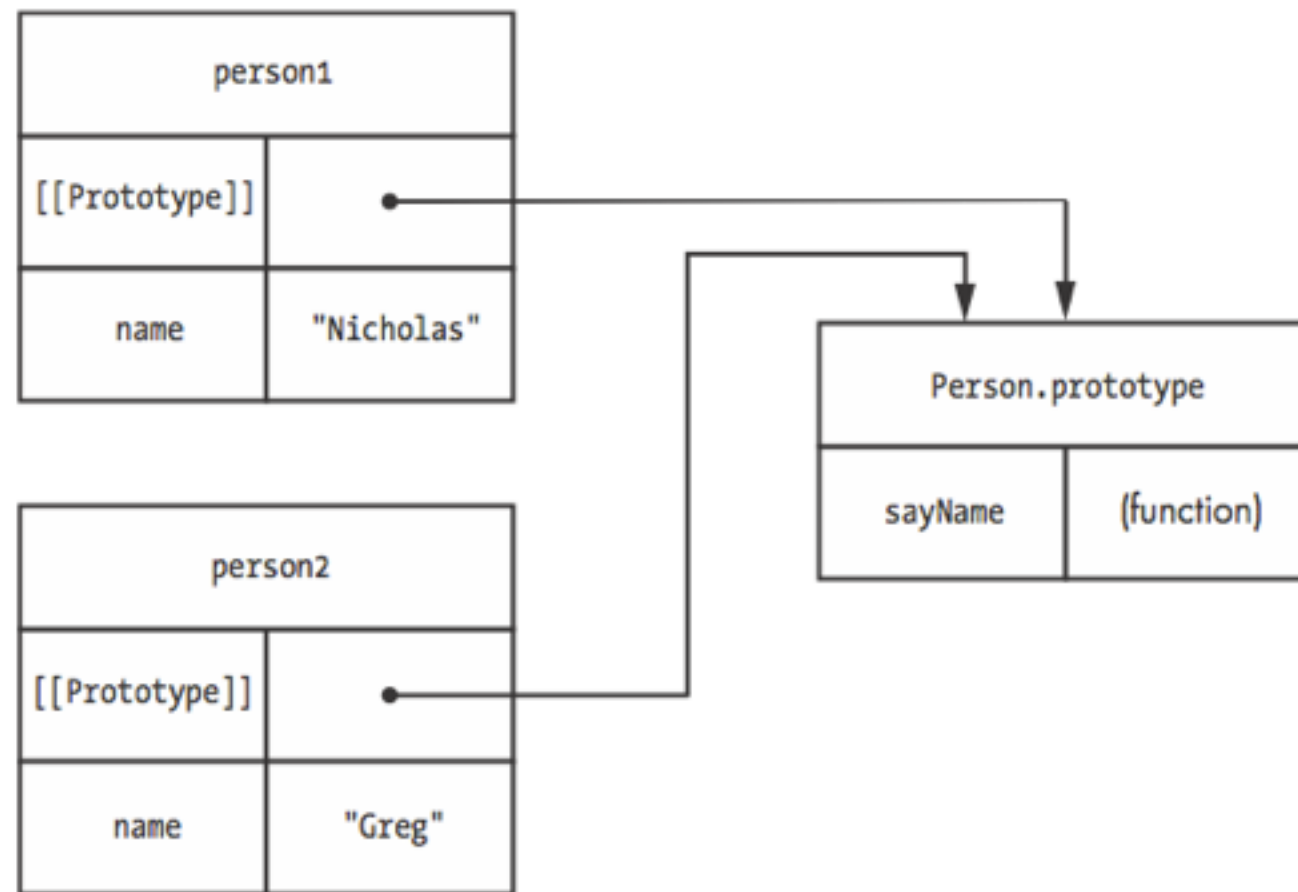 person1
[[Prototype]]
name "Nicholas"
Person.prototype
sayName (function)
person2
[[Prototype]]
name "Greg"